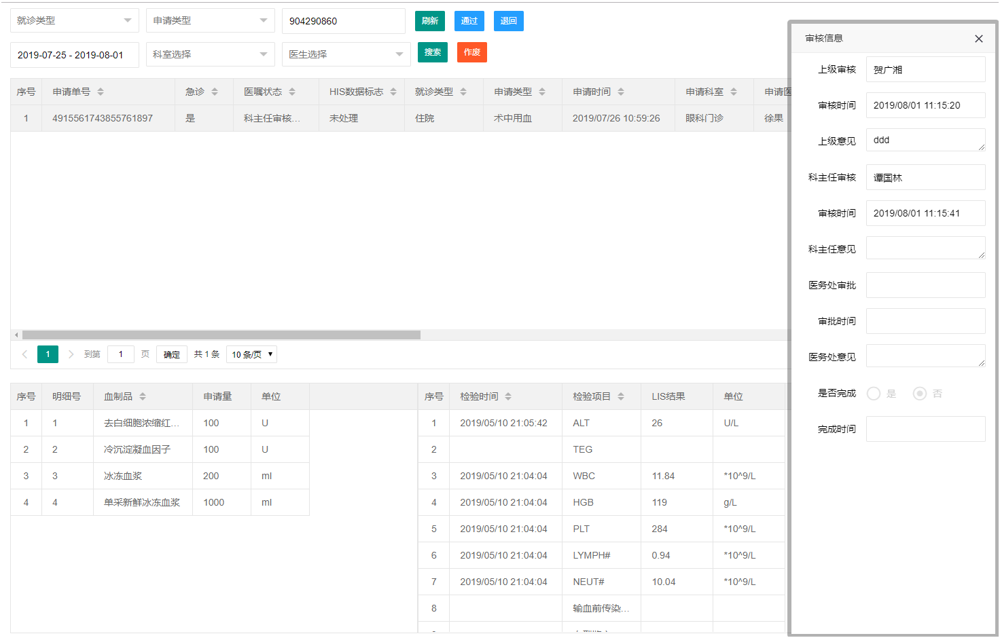 就诊类型 申请类型 904290860 刷新 通过 退回
2019-07-25 - 2019-08-01 科室选择 医生选择 搜索 作废
序号 申请单号 急诊 医嘱状态 HIS数据标志 就诊类型 申请类型 申请时间 申请科室 申请医
1 4915561743855761897 是 科主任审核... 未处理 住院 术中用血 2019/07/26 10:59:26 眼科门诊 徐果
1 到第 1 页 确定 共 1 条 10 条/页
序号 明细号 血制品 申请量 单位
1 1 去白细胞浓缩红... 100 U
2 2 冷沉淀凝血因子 100 U
3 3 冰冻血浆 200 ml
4 4 单采新鲜冰冻血浆 1000 ml
序号 检验时间 检验项目 LIS结果 单位
1 2019/05/10 21:05:42 ALT 26 U/L
2 TEG
3 2019/05/10 21:04:04 WBC 11.84 *10^9/L
4 2019/05/10 21:04:04 HGB 119 g/L
5 2019/05/10 21:04:04 PLT 284 *10^9/L
6 2019/05/10 21:04:04 LYMPH# 0.94 *10^9/L
7 2019/05/10 21:04:04 NEUT# 10.04 *10^9/L
8 输血前传染...
审核信息
上级审核 贺广湘
审核时间 2019/08/01 11:15:20
上级意见 ddd
科主任审核 谭国林
审核时间 2019/08/01 11:15:41
科主任意见
医务处审批
审批时间
医务处意见
是否完成 是 否
完成时间